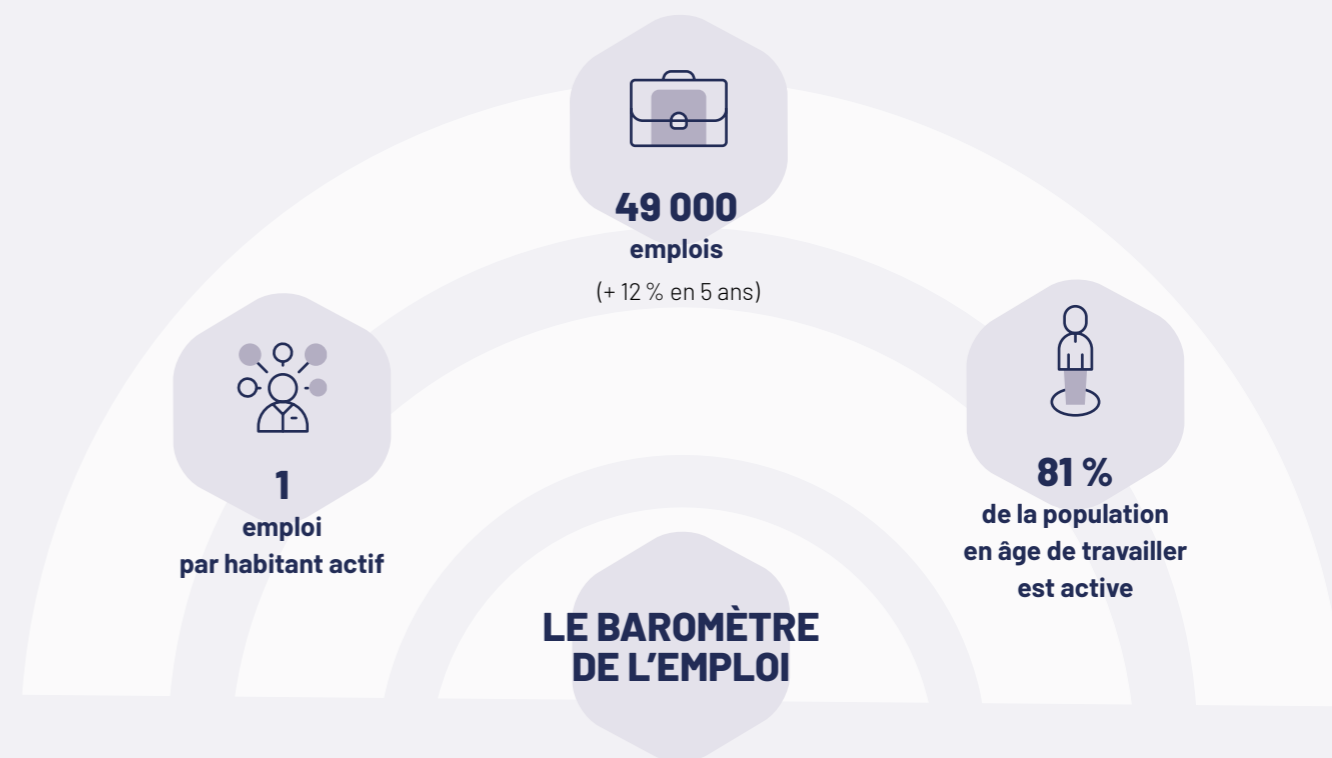 49 000
emplois
(+ 12 % en 5 ans)
1
emploi
par habitant actif
81 %
de la population
en âge de travailler
est active
LE BAROMÈTRE
DE L’EMPLOI